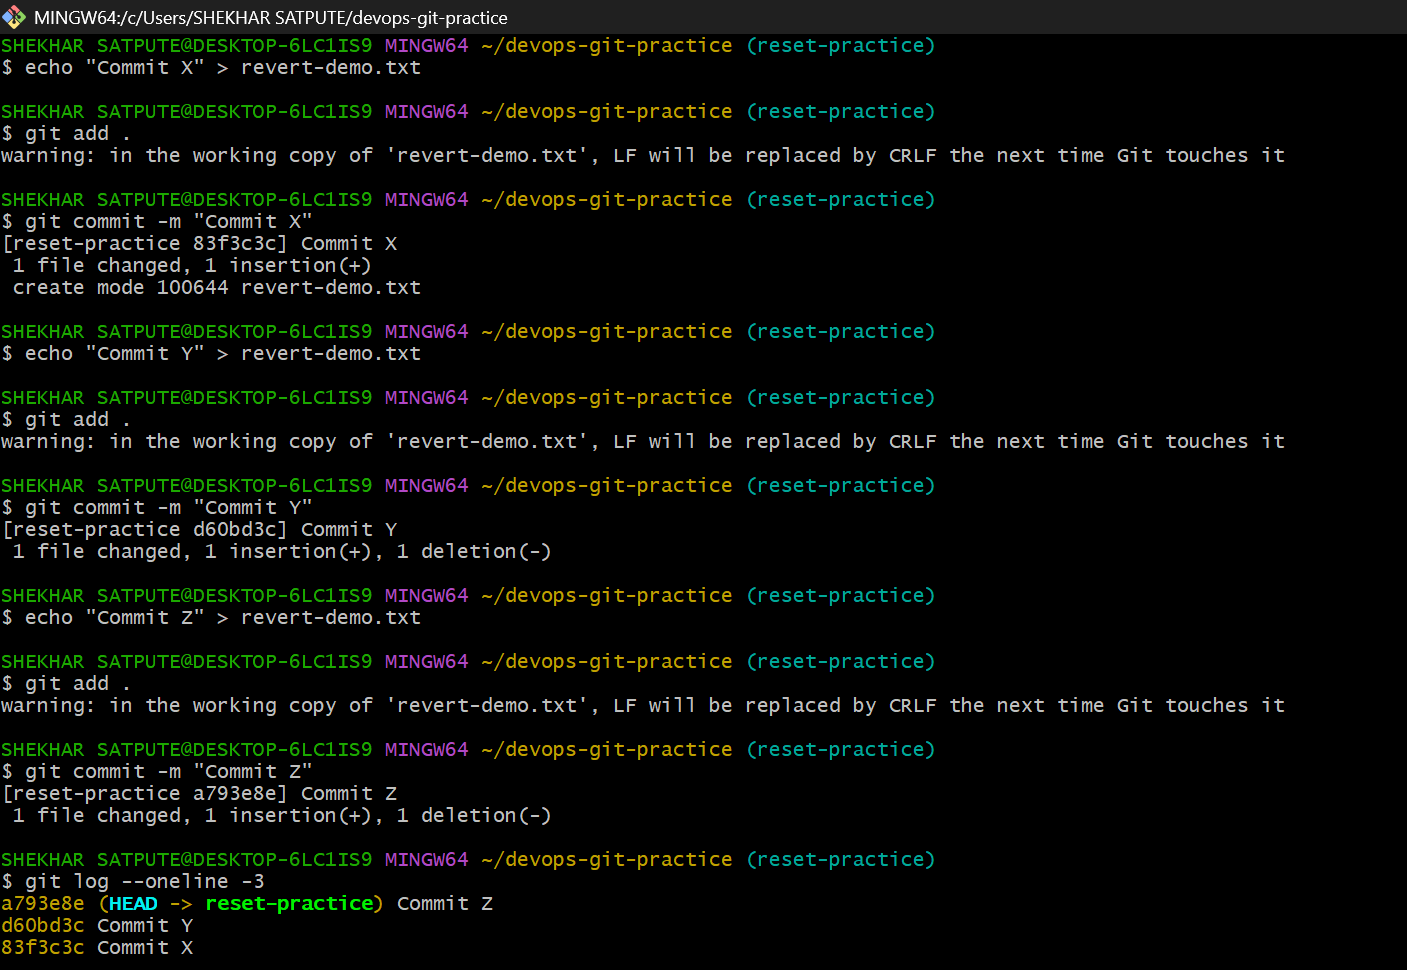 MINGW64:/c/Users/SHEKHAR SATPUTE/devops-git-practice
SHEKHAR SATPUTE@DESKTOP-6LC1IS9 MINGW64 ~/devops-git-practice (reset-practice)
$ echo "Commit X" > revert-demo.txt
SHEKHAR SATPUTE@DESKTOP-6LC1IS9 MINGW64 ~/devops-git-practice (reset-practice)
$ git add .
warning: in the working copy of 'revert-demo.txt', LF will be replaced by CRLF the next time Git touches it
SHEKHAR SATPUTE@DESKTOP-6LC1IS9 MINGW64 ~/devops-git-practice (reset-practice)
$ git commit -m "Commit X"
[reset-practice 83f3c3c] Commit X
 1 file changed, 1 insertion(+)
 create mode 100644 revert-demo.txt
SHEKHAR SATPUTE@DESKTOP-6LC1IS9 MINGW64 ~/devops-git-practice (reset-practice)
$ echo "Commit Y" > revert-demo.txt
SHEKHAR SATPUTE@DESKTOP-6LC1IS9 MINGW64 ~/devops-git-practice (reset-practice)
$ git add .
warning: in the working copy of 'revert-demo.txt', LF will be replaced by CRLF the next time Git touches it
SHEKHAR SATPUTE@DESKTOP-6LC1IS9 MINGW64 ~/devops-git-practice (reset-practice)
$ git commit -m "Commit Y"
[reset-practice d60bd3c] Commit Y
 1 file changed, 1 insertion(+), 1 deletion(-)
SHEKHAR SATPUTE@DESKTOP-6LC1IS9 MINGW64 ~/devops-git-practice (reset-practice)
$ echo "Commit Z" > revert-demo.txt
SHEKHAR SATPUTE@DESKTOP-6LC1IS9 MINGW64 ~/devops-git-practice (reset-practice)
$ git add .
warning: in the working copy of 'revert-demo.txt', LF will be replaced by CRLF the next time Git touches it
SHEKHAR SATPUTE@DESKTOP-6LC1IS9 MINGW64 ~/devops-git-practice (reset-practice)
$ git commit -m "Commit Z"
[reset-practice a793e8e] Commit Z
 1 file changed, 1 insertion(+), 1 deletion(-)
SHEKHAR SATPUTE@DESKTOP-6LC1IS9 MINGW64 ~/devops-git-practice (reset-practice)
$ git log --oneline -3
a793e8e (HEAD -> reset-practice) Commit Z
d60bd3c Commit Y
83f3c3c Commit X